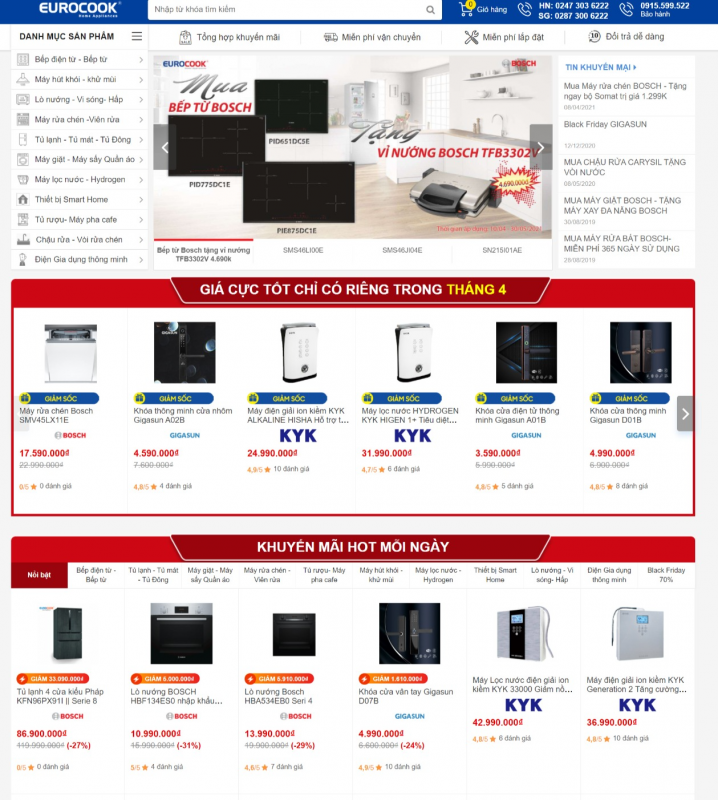 EUROCOOK
Home Appliances
Nhập từ khóa tìm kiếm
0
Giỏ hàng
HN: 0247 303 6222
SG: 0287 300 6222
0915.599.522
Bảo hành
DANH MỤC SẢN PHẨM
Tổng hợp khuyến mãi
Miễn phí vận chuyển
Miễn phí lắp đặt
Đổi trả dễ dàng
Bếp điện từ - Bếp từ
Máy hút khói - khử mùi
Lò nướng - Vi sóng- Hấp
Máy rửa chén -Viên rửa
Tủ lạnh - Tủ mát - Tủ Đông
Máy giặt - Máy sấy Quần áo
Máy lọc nước - Hydrogen
Thiết bị Smart Home
Tủ rượu- Máy pha cafe
Chậu rửa - Vòi rửa chén
Điện Gia dụng thông minh
EUROCOOK
BOSCH
Mua
BẾP TỪ BOSCH
PID651DC5E
PID775DC1E
PIE875DC1E
Tặng
VỈ NƯỚNG BOSCH TFB3302V
4.690.000đ
Bếp từ Bosch tặng vỉ nướng
TFB3302V 4.690k
SMS46LI00E
SMS46JI04E
SN215I01AE
TIN KHUYẾN MẠI
Mua Máy rửa chén BOSCH - Tặng
ngay bộ Somat trị giá 1.299K
08/04/2021
Black Friday GIGASUN
12/12/2020
MUA CHẬU RỬA CARYSIL TẶNG
VÒI NƯỚC
08/05/2020
MUA MÁY GIẶT BOSCH - TẶNG
MÁY XAY ĐA NĂNG BOSCH
30/08/2019
MUA MÁY RỬA BÁT BOSCH-
MIỄN PHÍ 365 NGÀY SỬ DỤNG
28/08/2019
GIÁ CỰC TỐT CHỈ CÓ RIÊNG TRONG THÁNG 4
GIẢM SỐC
Máy rửa chén Bosch
SMV45LX11E
BOSCH
17.590.000đ
22.990.000đ
0/5 0 đánh giá
GIẢM SỐC
Khóa thông minh cửa nhôm
Gigasun A02B
GIGASUN
4.590.000đ
7.600.000đ
4,8/5 4 đánh giá
GIẢM SỐC
Máy điện giải ion kiềm KYK
ALKALINE HISHA Hỗ trợ t...
KYK
24.990.000đ
4,9/5 10 đánh giá
GIẢM SỐC
Máy lọc nước HYDROGEN
KYK HIGEN 1+ Tiêu diệt...
KYK
31.990.000đ
4,7/5 6 đánh giá
GIẢM SỐC
Khóa cửa điện tử thông
minh Gigasun A01B
GIGASUN
3.590.000đ
5.990.000đ
4,8/5 5 đánh giá
GIẢM SỐC
Khóa cửa thông minh
Gigasun D01B
GIGASUN
4.990.000đ
6.900.000đ
4,8/5 8 đánh giá
KHUYẾN MÃI HOT MỖI NGÀY
Nổi bật
Bếp điện từ -
Bếp từ
Tủ lạnh - Tủ mát
- Tủ Đông
Máy giặt - Máy
sấy Quần áo
Máy rửa chén -
Viên rửa
Tủ rượu- Máy
pha cafe
Máy hút khói -
khử mùi
Máy lọc nước -
Hydrogen
Thiết bị Smart
Home
Lò nướng - Vi
sóng- Hấp
Điện Gia dụng
thông minh
Black Friday
70%
GIẢM 33.090.000đ
Tủ lạnh 4 cửa kiểu Pháp
KFN96PX91I || Serie 8
BOSCH
86.900.000đ
119.990.000đ (-27%)
0/5 0 đánh giá
GIẢM 5.000.000đ
Lò nướng BOSCH
HBF134ES0 nhập khẩu...
BOSCH
10.990.000đ
15.990.000đ (-31%)
5/5 4 đánh giá
GIẢM 5.910.000đ
Lò nướng Bosch
HBA534EB0 Seri 4
BOSCH
13.990.000đ
19.900.000đ (-29%)
4,8/5 7 đánh giá
GIẢM 1.610.000đ
Khóa cửa vân tay Gigasun
D07B
GIGASUN
4.990.000đ
6.600.000đ (-24%)
4,9/5 10 đánh giá
Máy Lọc nước điện giải ion
kiềm KYK 33000 Giảm nồ...
KYK
42.990.000đ
4,8/5 6 đánh giá
Máy điện giải ion kiềm KYK
Generation 2 Tăng cường...
KYK
36.990.000đ
4,9/5 10 đánh giá